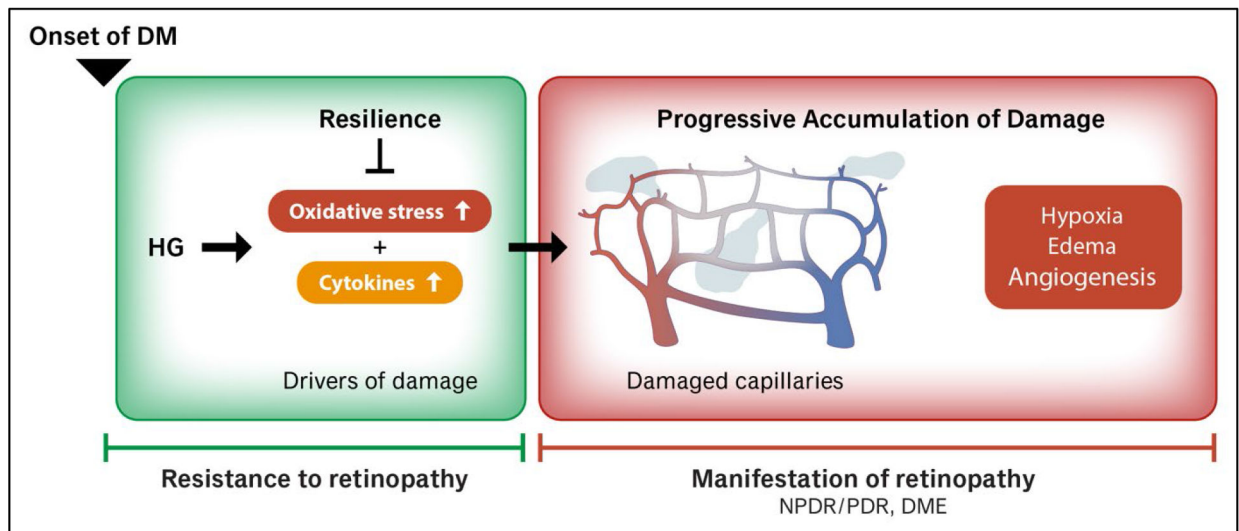 Onset of DM
Resilience
Oxidative stress ↑
+
Cytokines ↑
HG
Drivers of damage
Progressive Accumulation of Damage
Hypoxia
Edema
Angiogenesis
Damaged capillaries
Resistance to retinopathy
Manifestation of retinopathy
NPDR/PDR, DME